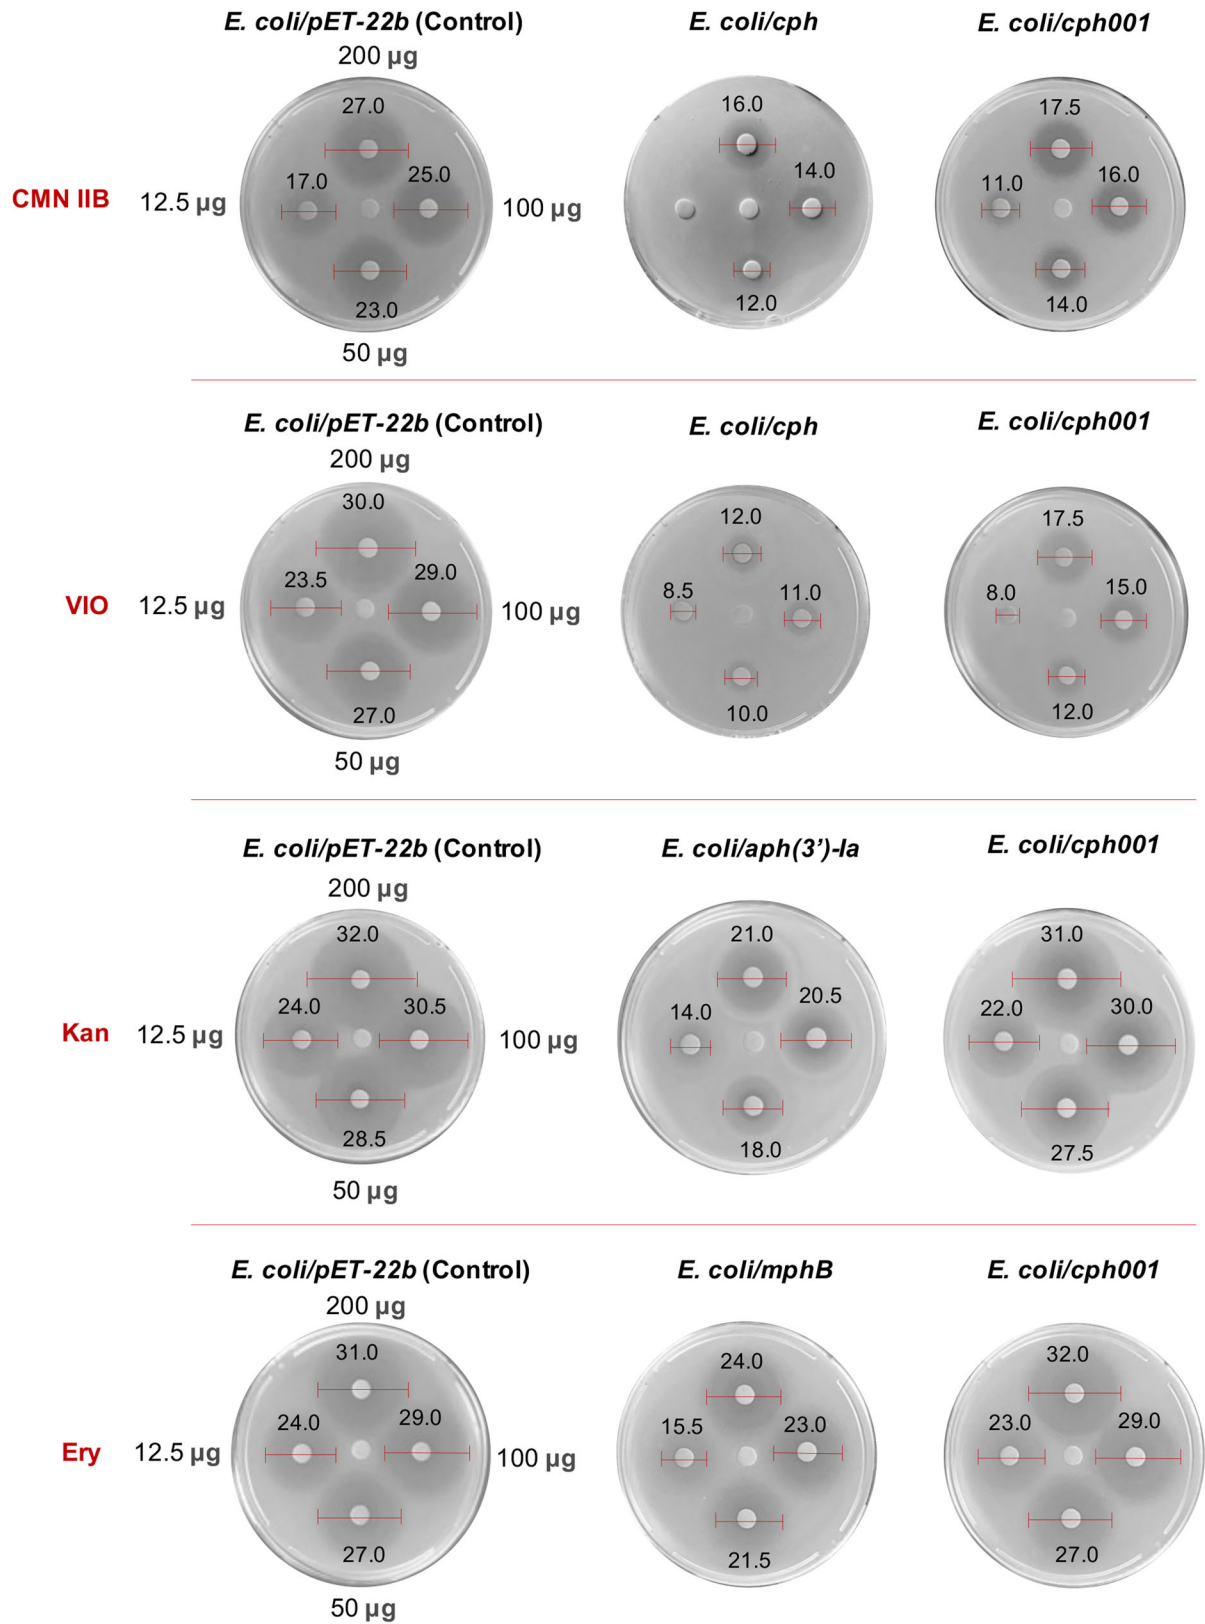 E. coli/pET-22b (Control) E. coli/cph E. coli/cph001
200 µg
27.0 16.0 17.5
17.0 25.0 14.0 11.0 16.0
CMN IIB 12.5 µg 100 µg
23.0 12.0 14.0
50 µg
E. coli/pET-22b (Control) E. coli/cph E. coli/cph001
200 µg
30.0 12.0 17.5
23.5 29.0 8.5 11.0 8.0 15.0
VIO 12.5 µg 100 µg
27.0 10.0 12.0
50 µg
E. coli/pET-22b (Control) E. coli/aph(3’)-Ia E. coli/cph001
200 µg
32.0 21.0 31.0
24.0 30.5 14.0 20.5 22.0 30.0
Kan 12.5 µg 100 µg
28.5 18.0 27.5
50 µg
E. coli/pET-22b (Control) E. coli/mphB E. coli/cph001
200 µg
31.0 24.0 32.0
24.0 29.0 15.5 23.0 23.0 29.0
Ery 12.5 µg 100 µg
27.0 21.5 27.0
50 µg